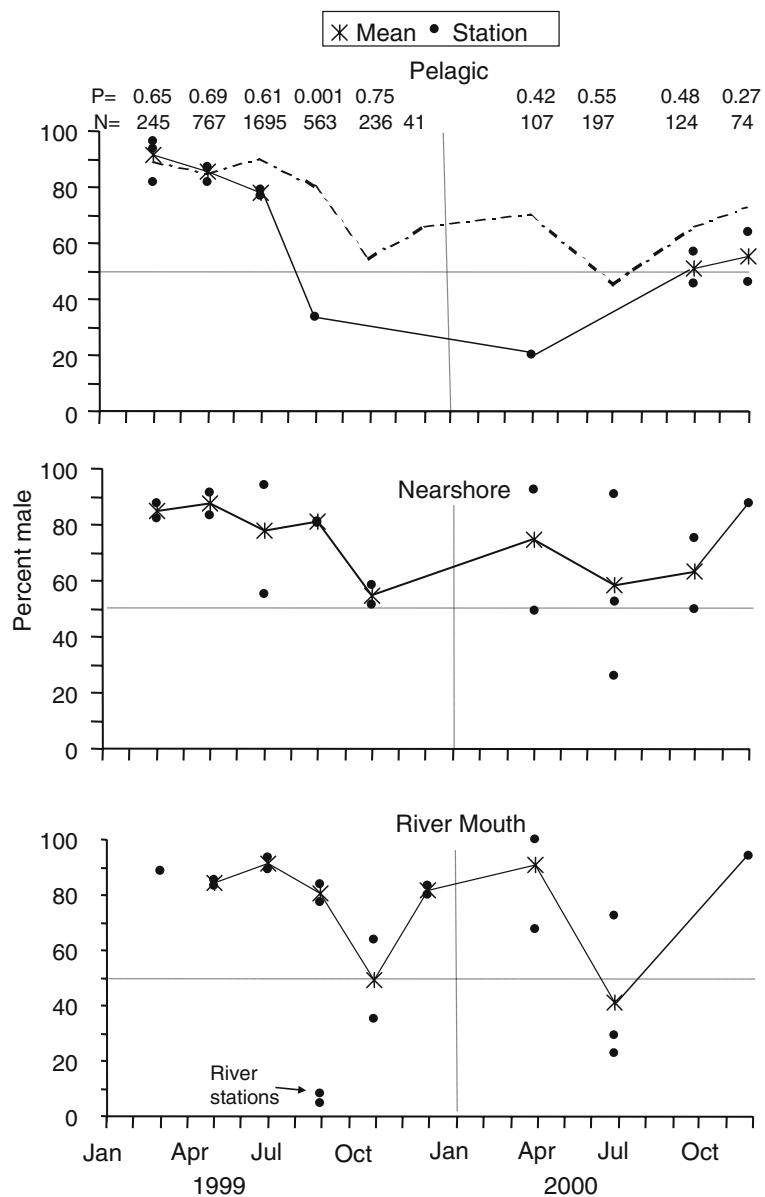 Mean Station
Pelagic
P= 0.65 0.69 0.61 0.001 0.75 0.42 0.55 0.48 0.27
N= 245 767 1695 563 236 41 107 197 124 74
100
80
60
40
20
0
Percent male
Nearshore
100
80
60
40
20
0
River Mouth
100
80
60
40
20
0
River
stations
Jan Apr Jul Oct Jan Apr Jul Oct
1999 2000